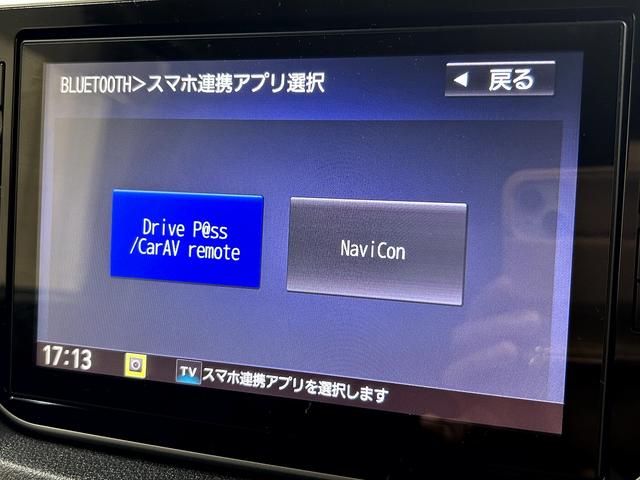 BLUETOOTH>スマホ連携アプリ選択
◀ 戻る
Drive P@ss
/CarAV remote
NaviCon
17:13
TV スマホ連携アプリを選択します